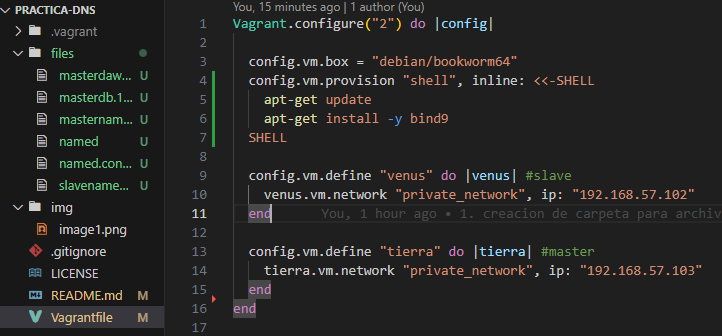 PRACTICA-DNS
.vagrant
files
masterdaw... U
masterdb.1... U
masternam... U
named U
named.con... U
slavename... U
img
image1.png
.gitignore
LICENSE
README.md M
Vagrantfile M
You, 15 minutes ago | 1 author (You)
1 Vagrant.configure("2") do |config|
2
3 config.vm.box = "debian/bookworm64"
4 config.vm.provision "shell", inline: <<-SHELL
5 apt-get update
6 apt-get install -y bind9
7 SHELL
8
9 config.vm.define "venus" do |venus| #slave
10 venus.vm.network "private_network", ip: "192.168.57.102"
11 end You, 1 hour ago • 1. creacion de carpeta para archiv
12
13 config.vm.define "tierra" do |tierra| #master
14 tierra.vm.network "private_network", ip: "192.168.57.103"
15 end
16 end
17